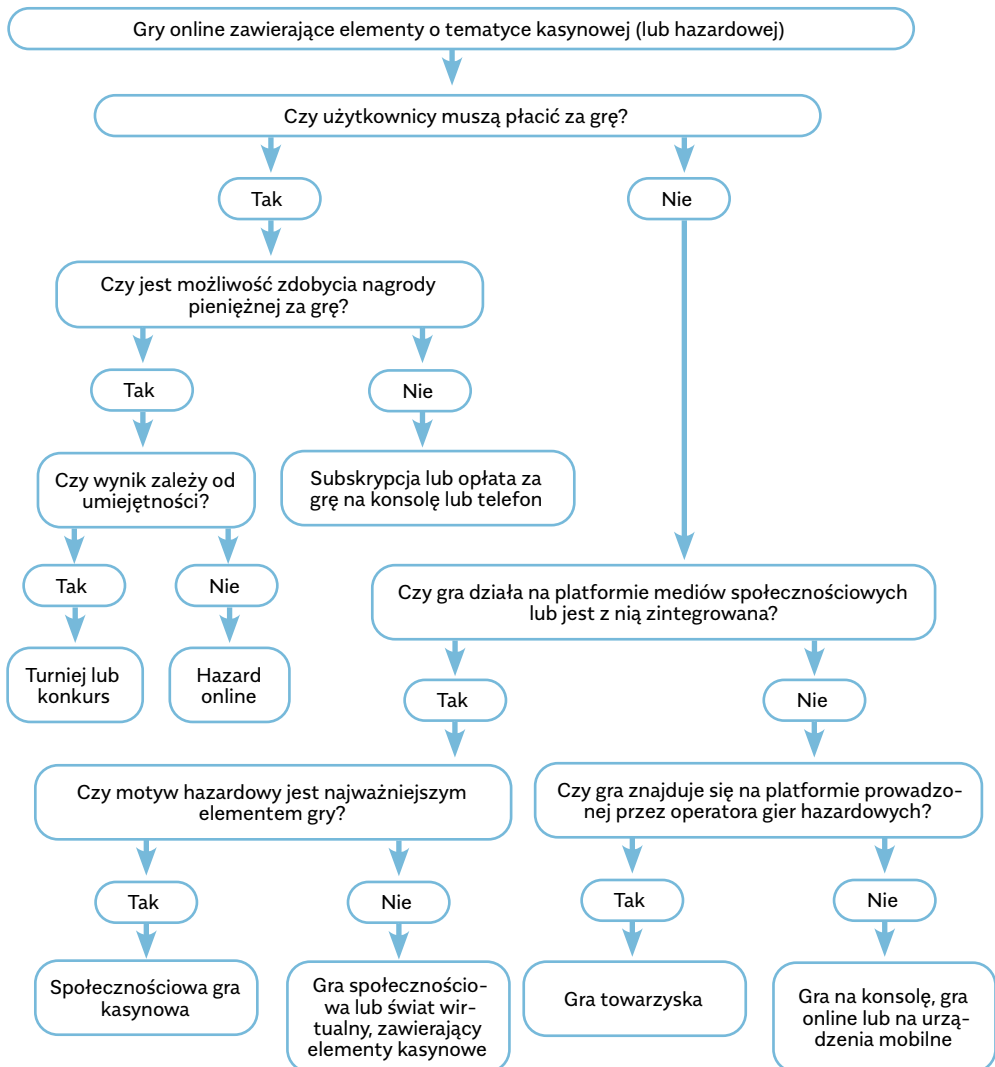 Gry online zawierające elementy o tematyce kasynowej (lub hazardowej)
Czy użytkownicy muszą płacić za grę?
Tak
Nie
Czy jest możliwość zdobycia nagrody
pieniężnej za grę?
Tak
Nie
Czy wynik zależy od
umiejętności?
Subskrypcja lub opłata za
grę na konsolę lub telefon
Tak
Nie
Czy gra działa na platformie mediów społecznościowych
lub jest z nią zintegrowana?
Turniej lub
konkurs
Hazard
online
Tak
Nie
Czy motyw hazardowy jest najważniejszym
elementem gry?
Czy gra znajduje się na platformie prowadzo-
nej przez operatora gier hazardowych?
Tak
Nie
Tak
Nie
Społecznościowa gra
kasynowa
Gra społecznościo-
wa lub świat wir-
tualny, zawierający
elementy kasynowe
Gra towarzyska
Gra na konsolę, gra
online lub na urzą-
dzenia mobilne